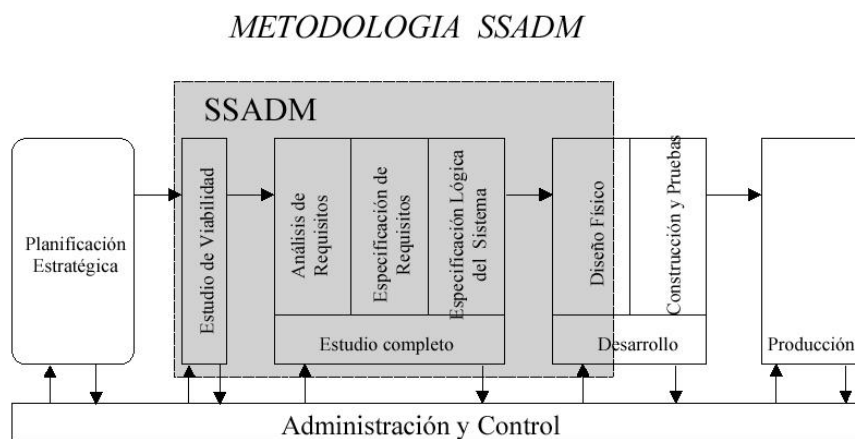 METODOLOGIA SSADM
SSADM
Planificación
Estratégica
Estudio de Viabilidad
Análisis de
Requisitos
Especificación de
Requisitos
Especificación Lógica
del Sistema
Estudio completo
Diseño Físico
Construcción y Pruebas
Desarrollo
Producción
Administración y Control